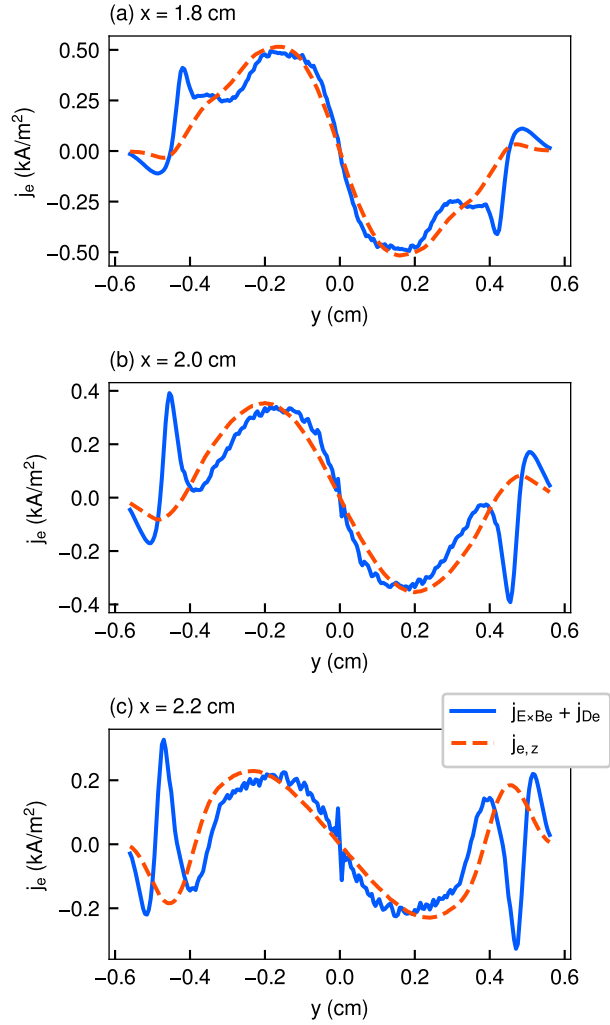 (a) x = 1.8 cm
0.50
0.25
0.00
−0.25
−0.50
j_e (kA/m²)
−0.6 −0.4 −0.2 0.0 0.2 0.4 0.6
y (cm)
(b) x = 2.0 cm
0.4
0.2
0.0
−0.2
−0.4
j_e (kA/m²)
−0.6 −0.4 −0.2 0.0 0.2 0.4 0.6
y (cm)
(c) x = 2.2 cm
j_E×Be + j_De
j_e, z
0.2
0.0
−0.2
j_e (kA/m²)
−0.6 −0.4 −0.2 0.0 0.2 0.4 0.6
y (cm)